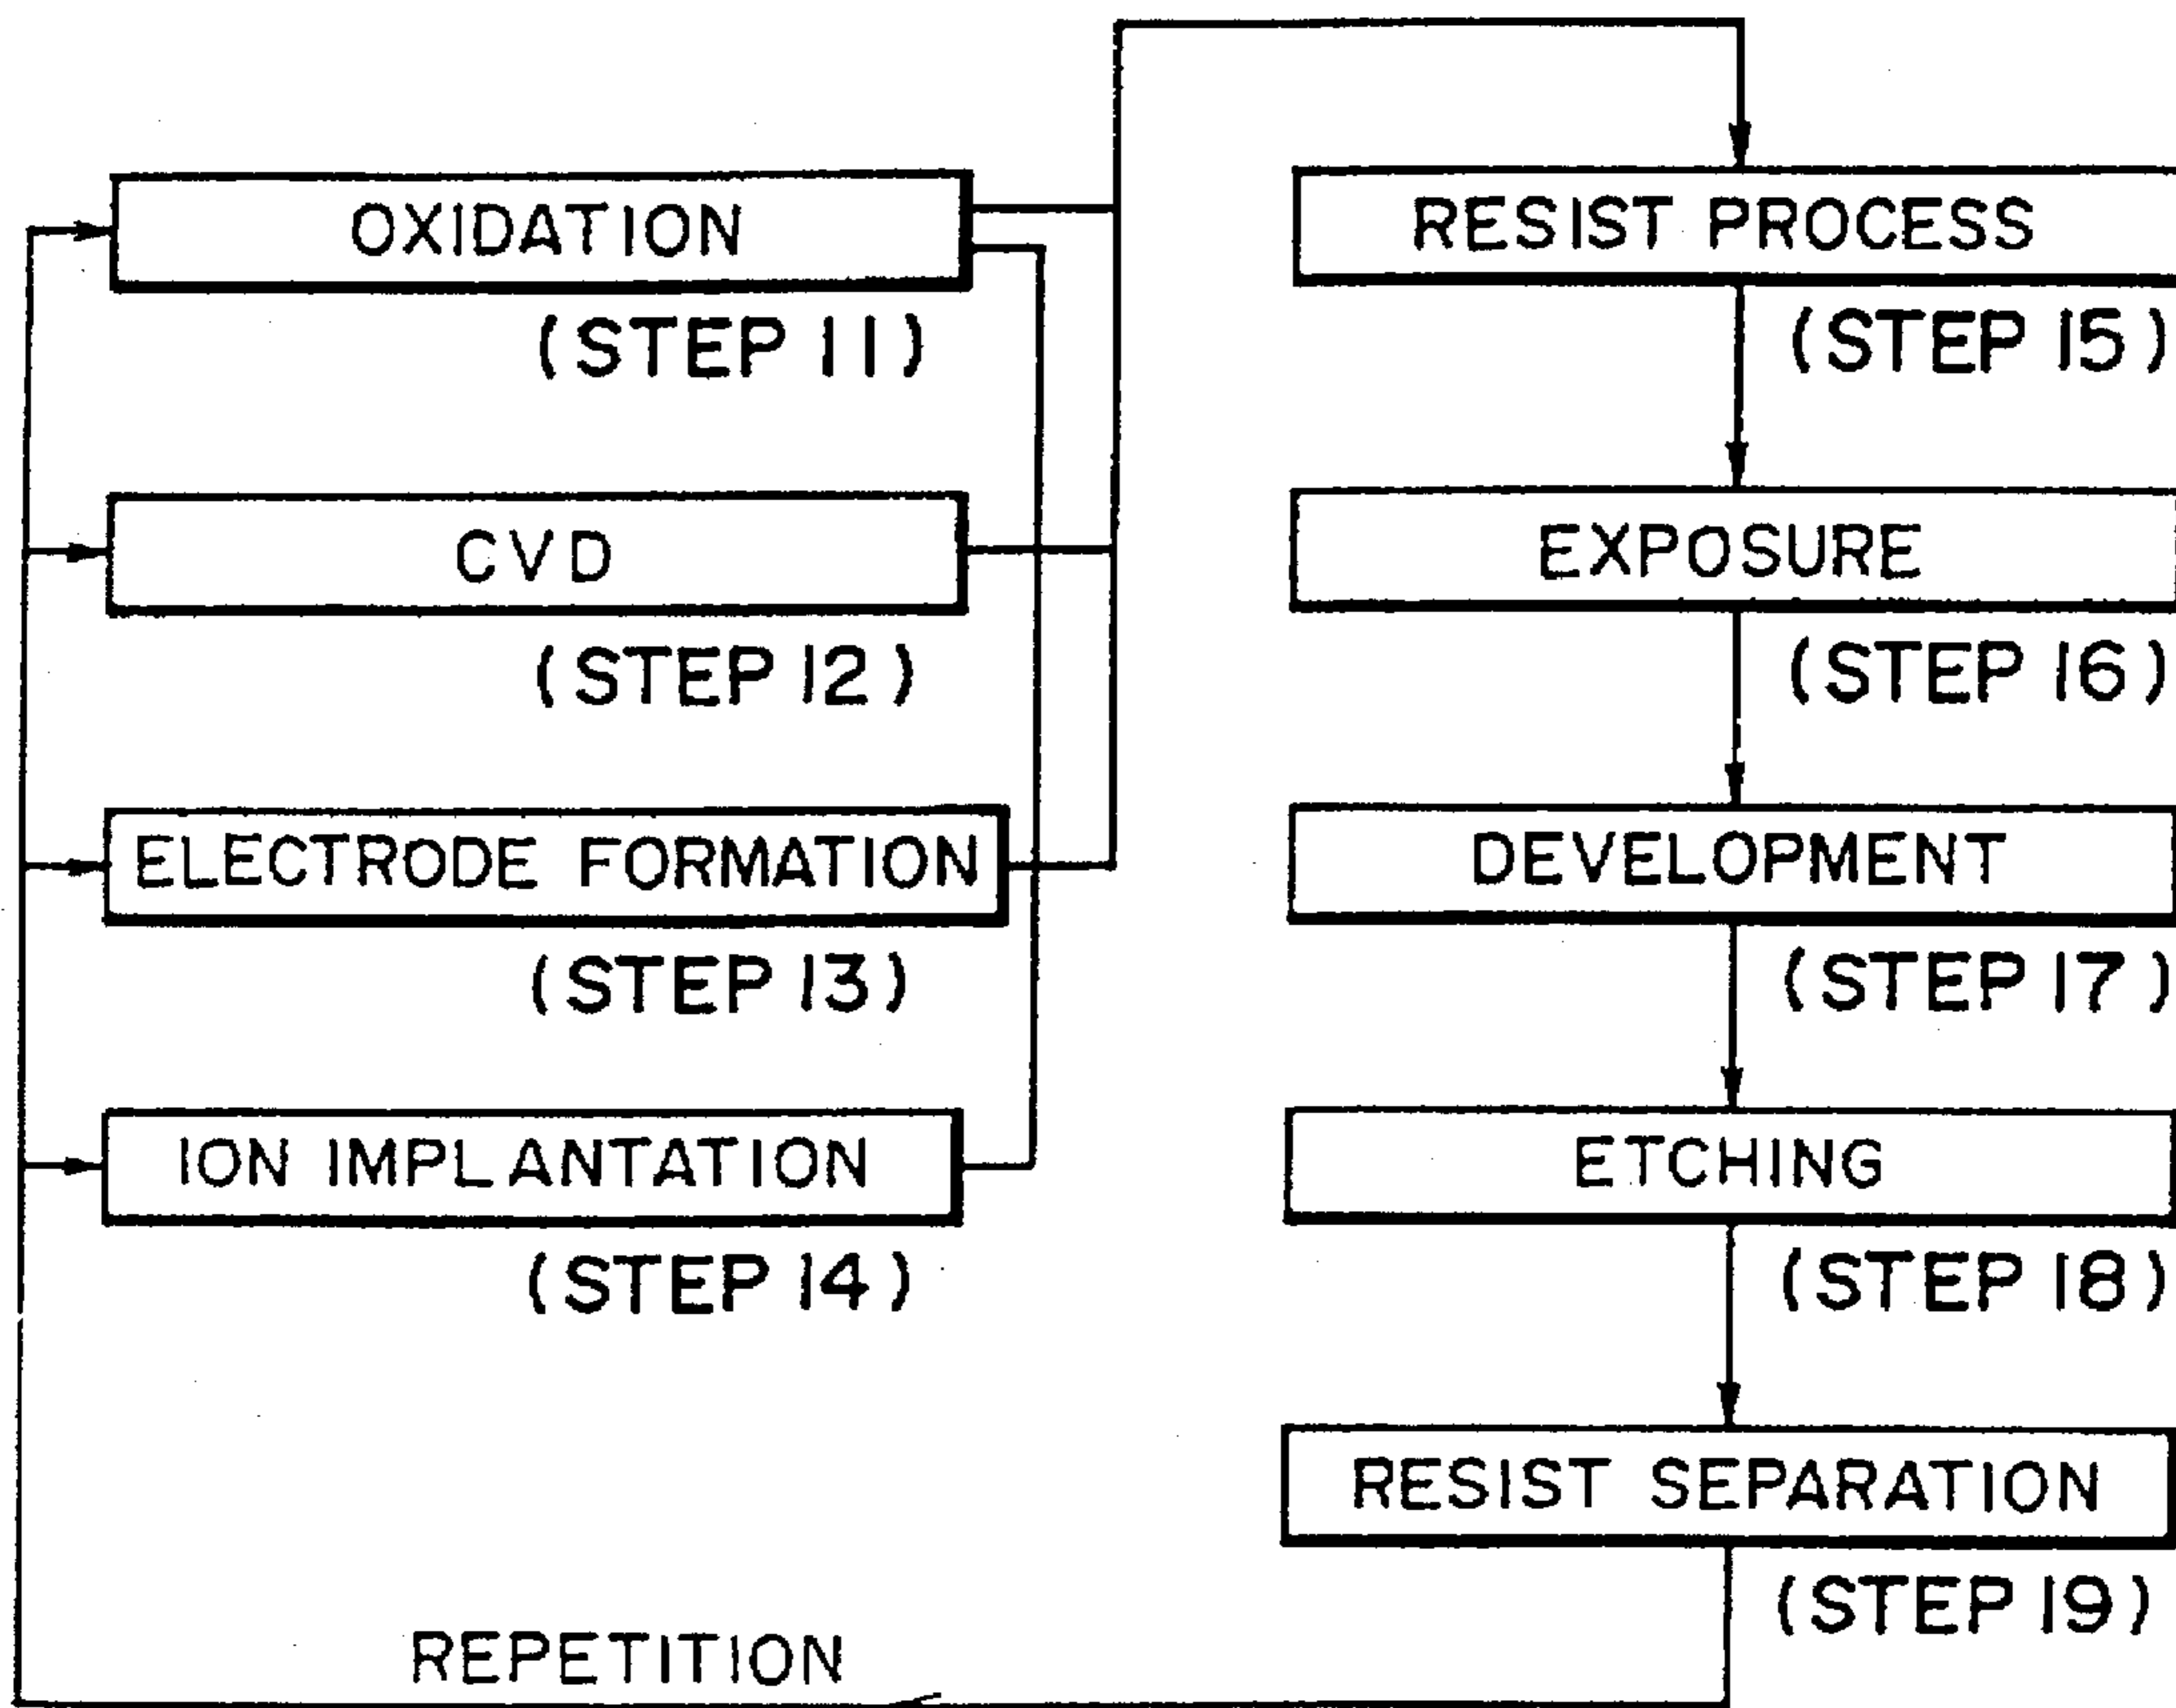 OXIDATION
(STEP 11)
CVD
(STEP 12)
ELECTRODE FORMATION
(STEP 13)
ION IMPLANTATION
(STEP 14)
RESIST PROCESS
(STEP 15)
EXPOSURE
(STEP 16)
DEVELOPMENT
(STEP 17)
ETCHING
(STEP 18)
RESIST SEPARATION
(STEP 19)
REPETITION